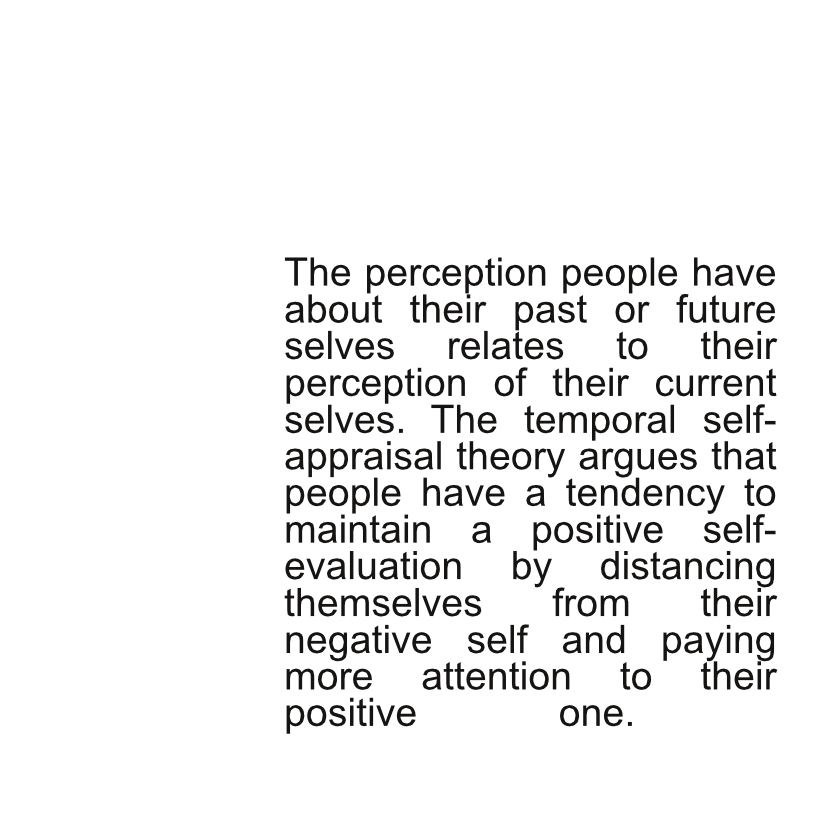 The perception people have
about their past or future
selves relates to their
perception of their current
selves. The temporal self-
appraisal theory argues that
people have a tendency to
maintain a positive self-
evaluation by distancing
themselves from their
negative self and paying
more attention to their
positive one.